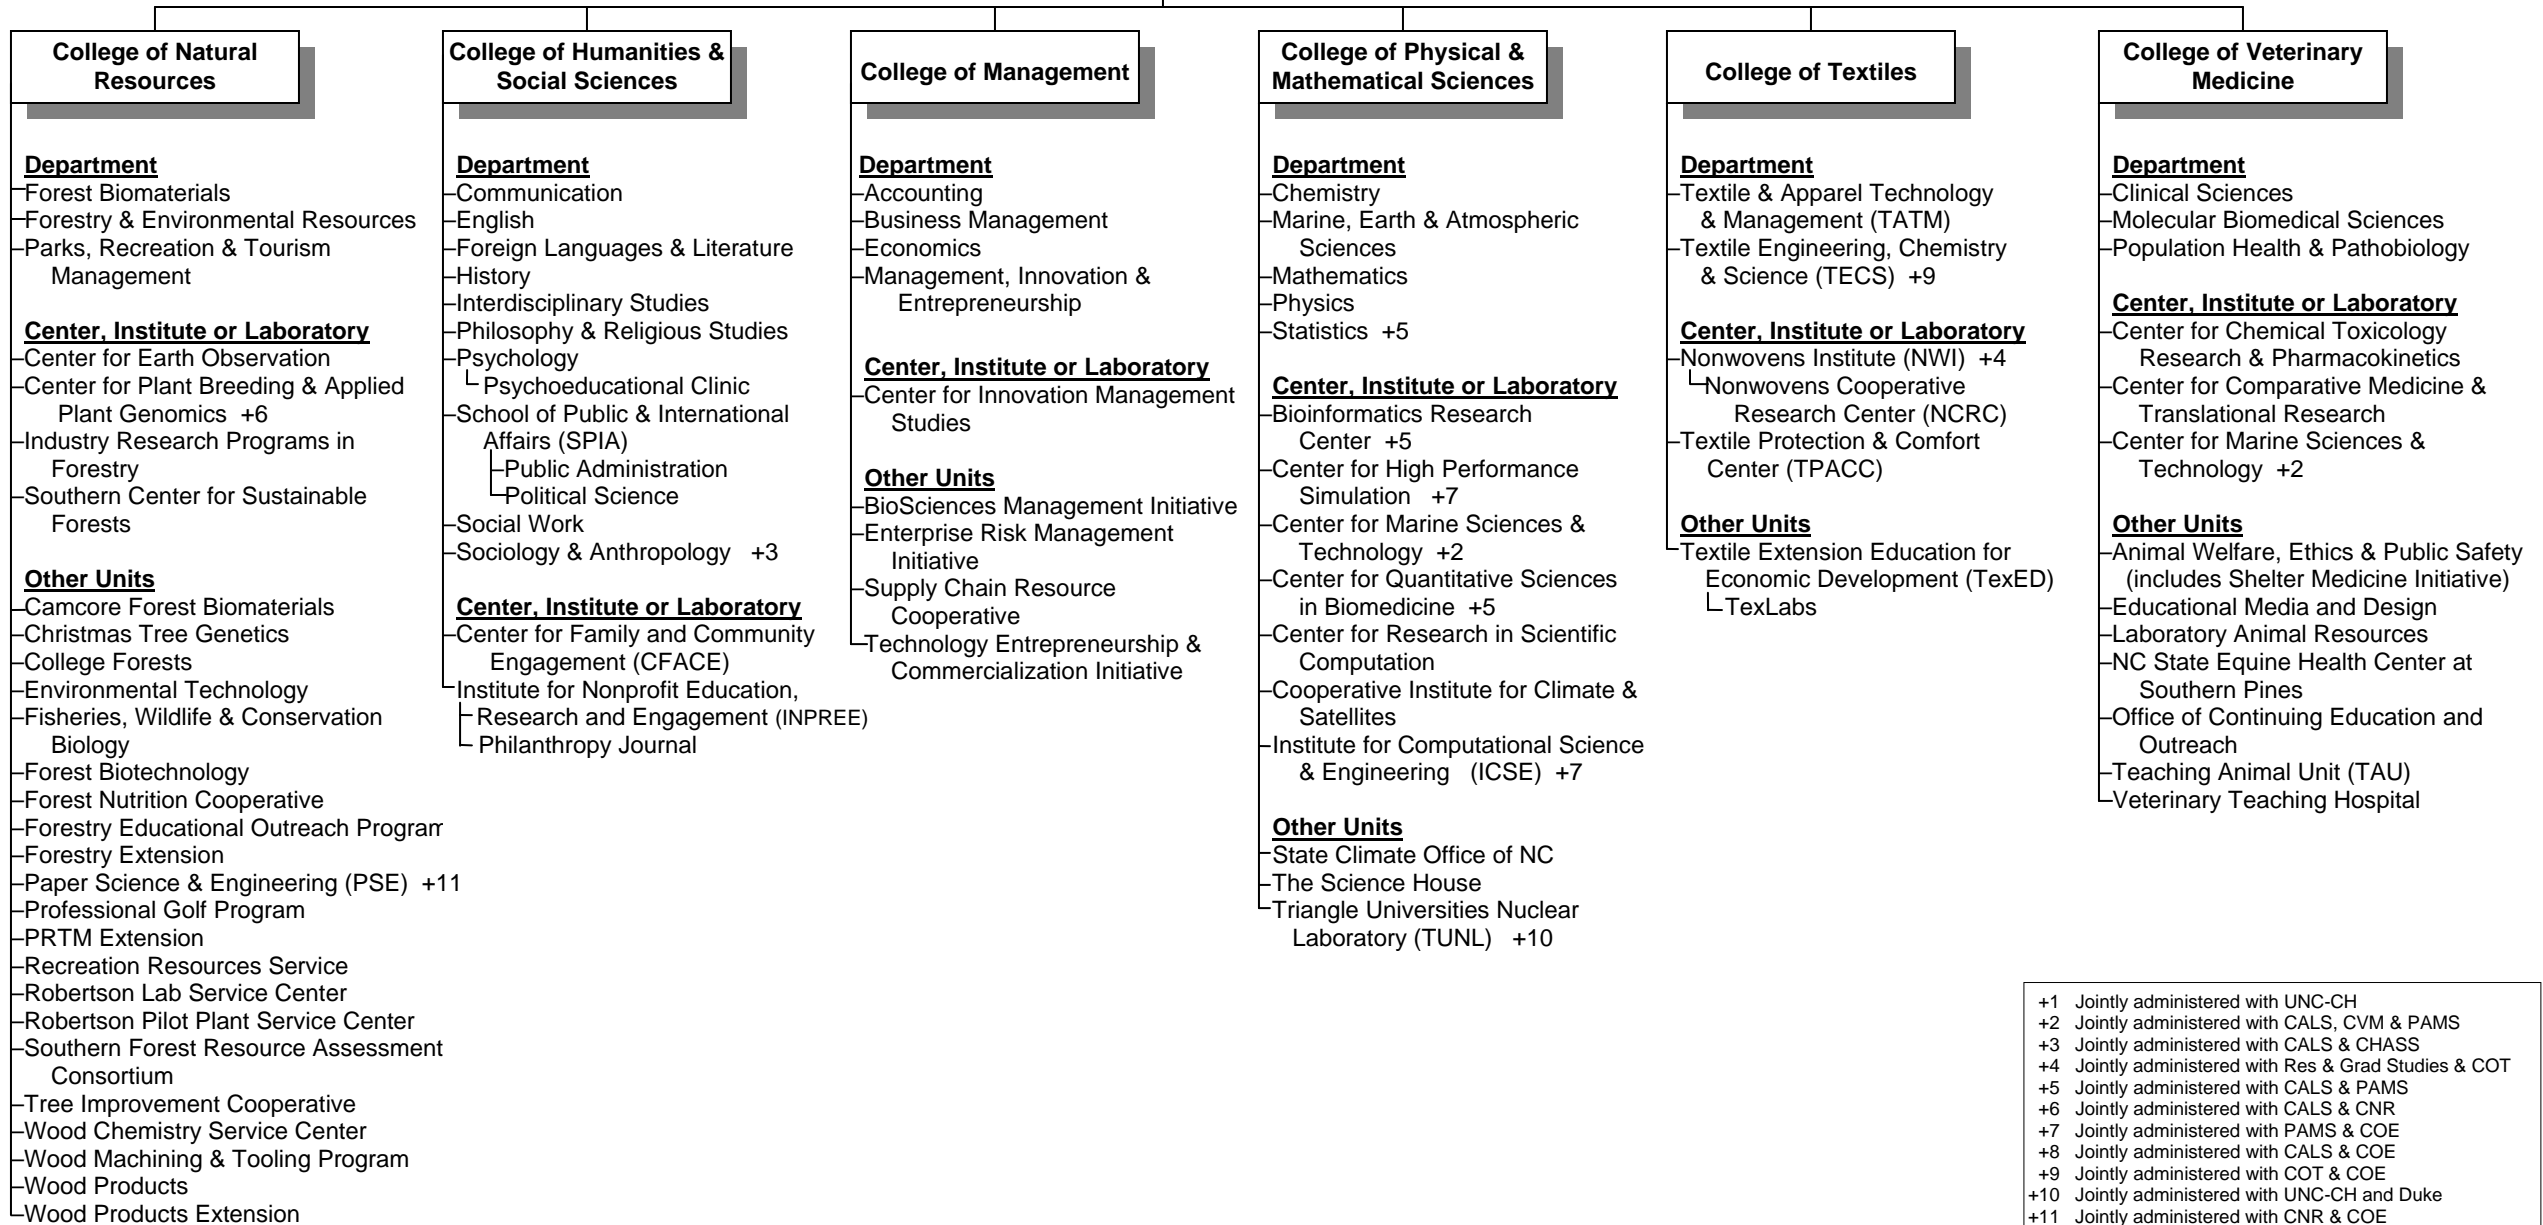 College of Natural
Resources
Department
Forest Biomaterials
Forestry & Environmental Resources
Parks, Recreation & Tourism
Management
Center, Institute or Laboratory
Center for Earth Observation
Center for Plant Breeding & Applied
Plant Genomics +6
Industry Research Programs in
Forestry
Southern Center for Sustainable
Forests
Other Units
Camcore Forest Biomaterials
Christmas Tree Genetics
College Forests
Environmental Technology
Fisheries, Wildlife & Conservation
Biology
Forest Biotechnology
Forest Nutrition Cooperative
Forestry Educational Outreach Program
Forestry Extension
Paper Science & Engineering (PSE) +11
Professional Golf Program
PRTM Extension
Recreation Resources Service
Robertson Lab Service Center
Robertson Pilot Plant Service Center
Southern Forest Resource Assessment
Consortium
Tree Improvement Cooperative
Wood Chemistry Service Center
Wood Machining & Tooling Program
Wood Products
Wood Products Extension
College of Humanities &
Social Sciences
Department
Communication
English
Foreign Languages & Literature
History
Interdisciplinary Studies
Philosophy & Religious Studies
Psychology
Psychoeducational Clinic
School of Public & International
Affairs (SPIA)
Public Administration
Political Science
Social Work
Sociology & Anthropology +3
Center, Institute or Laboratory
Center for Family and Community
Engagement (CFACE)
Institute for Nonprofit Education,
Research and Engagement (INPREE)
Philanthropy Journal
College of Management
Department
Accounting
Business Management
Economics
Management, Innovation &
Entrepreneurship
Center, Institute or Laboratory
Center for Innovation Management
Studies
Other Units
BioSciences Management Initiative
Enterprise Risk Management
Initiative
Supply Chain Resource
Cooperative
Technology Entrepreneurship &
Commercialization Initiative
College of Physical &
Mathematical Sciences
Department
Chemistry
Marine, Earth & Atmospheric
Sciences
Mathematics
Physics
Statistics +5
Center, Institute or Laboratory
Bioinformatics Research
Center +5
Center for High Performance
Simulation +7
Center for Marine Sciences &
Technology +2
Center for Quantitative Sciences
in Biomedicine +5
Center for Research in Scientific
Computation
Cooperative Institute for Climate &
Satellites
Institute for Computational Science
& Engineering (ICSE) +7
Other Units
State Climate Office of NC
The Science House
Triangle Universities Nuclear
Laboratory (TUNL) +10
College of Textiles
Department
Textile & Apparel Technology
& Management (TATM)
Textile Engineering, Chemistry
& Science (TECS) +9
Center, Institute or Laboratory
Nonwovens Institute (NWI) +4
Nonwovens Cooperative
Research Center (NCRC)
Textile Protection & Comfort
Center (TPACC)
Other Units
Textile Extension Education for
Economic Development (TexED)
TexLabs
College of Veterinary
Medicine
Department
Clinical Sciences
Molecular Biomedical Sciences
Population Health & Pathobiology
Center, Institute or Laboratory
Center for Chemical Toxicology
Research & Pharmacokinetics
Center for Comparative Medicine &
Translational Research
Center for Marine Sciences &
Technology +2
Other Units
Animal Welfare, Ethics & Public Safety
(includes Shelter Medicine Initiative)
Educational Media and Design
Laboratory Animal Resources
NC State Equine Health Center at
Southern Pines
Office of Continuing Education and
Outreach
Teaching Animal Unit (TAU)
Veterinary Teaching Hospital
+1 Jointly administered with UNC-CH
+2 Jointly administered with CALS, CVM & PAMS
+3 Jointly administered with CALS & CHASS
+4 Jointly administered with Res & Grad Studies & COT
+5 Jointly administered with CALS & PAMS
+6 Jointly administered with CALS & CNR
+7 Jointly administered with PAMS & COE
+8 Jointly administered with CALS & COE
+9 Jointly administered with COT & COE
+10 Jointly administered with UNC-CH and Duke
+11 Jointly administered with CNR & COE